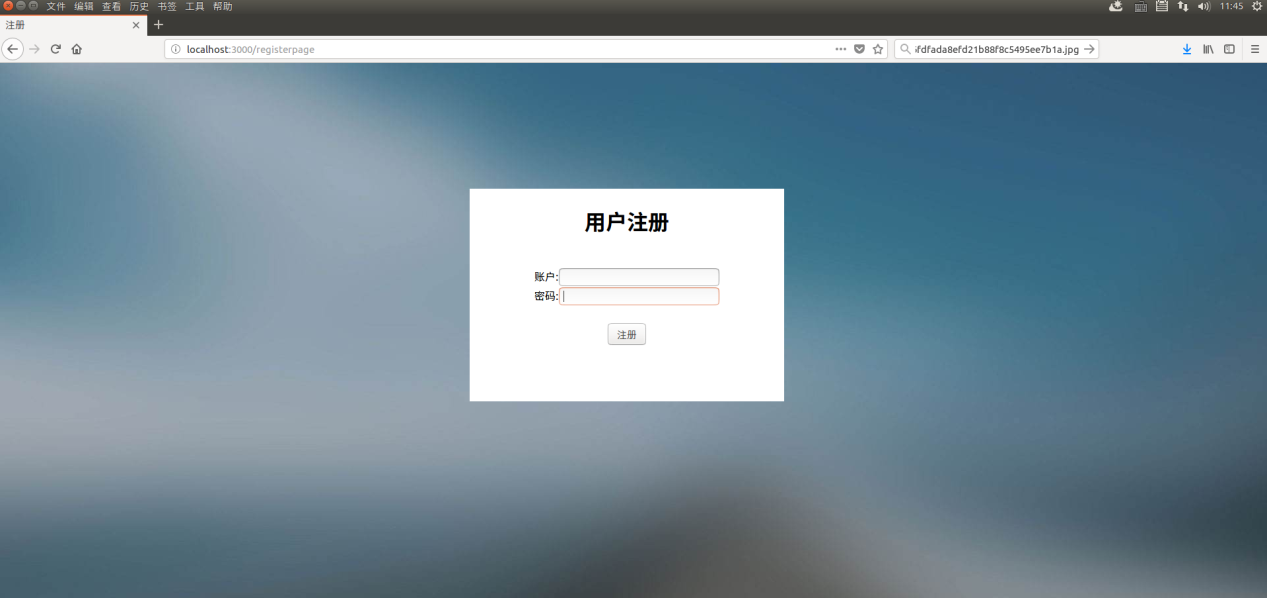 文件 编辑 查看 历史 书签 工具 帮助
11:45
注册
localhost:3000/registerpage
fdfada8efd21b88f8c5495ee7b1a.jpg
用户注册
账户:
密码:
注册